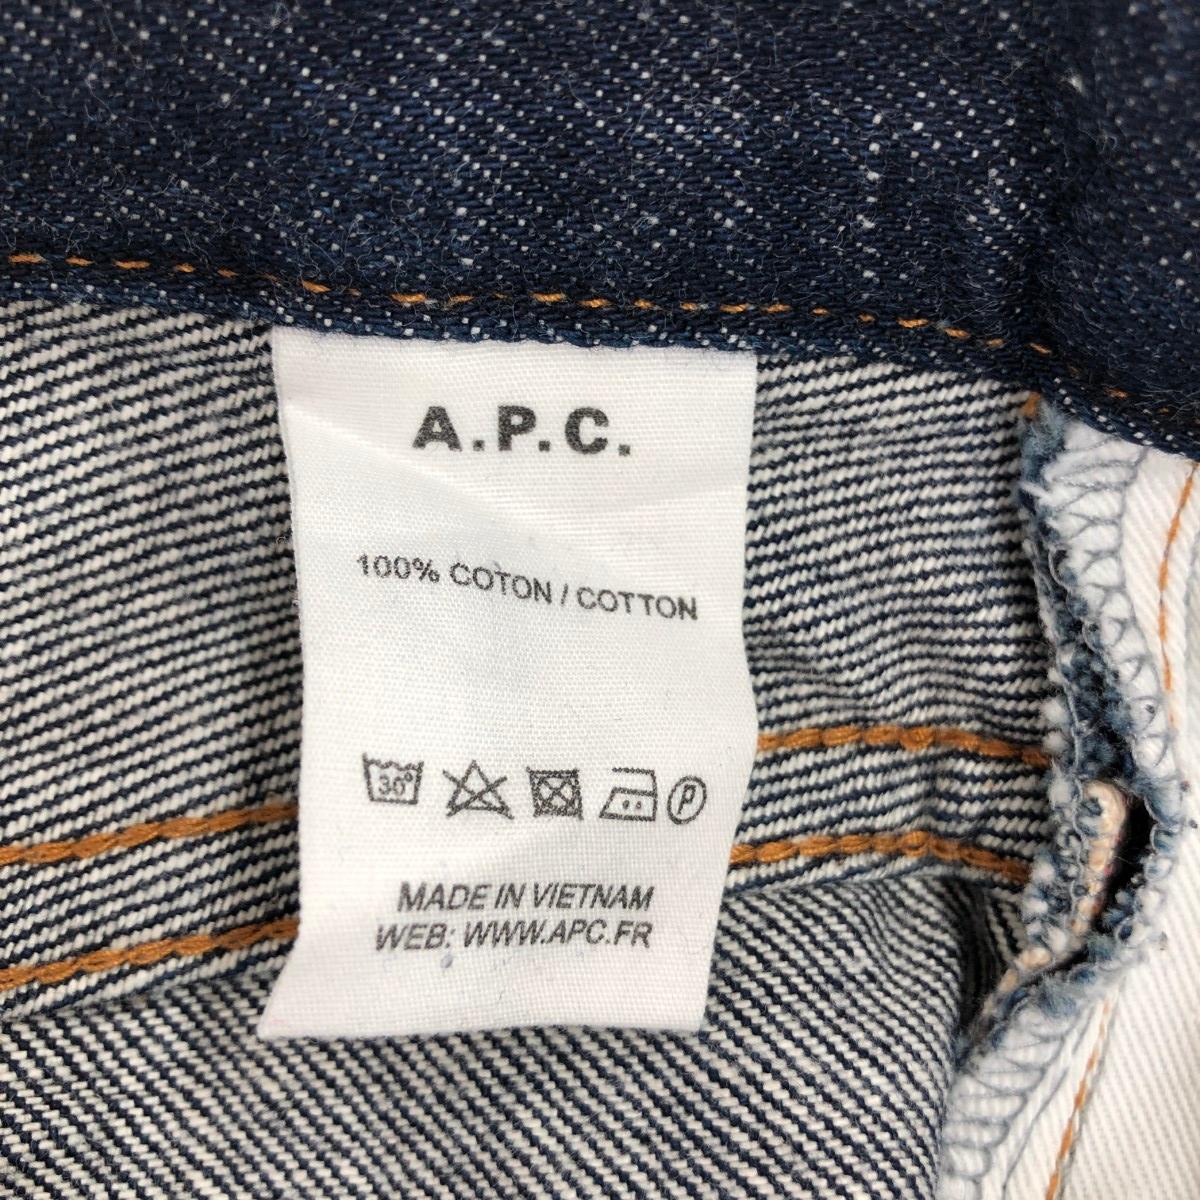 A.P.C.
100% COTON / COTTON
30° P
MADE IN VIETNAM
WEB: WWW.APC.FR